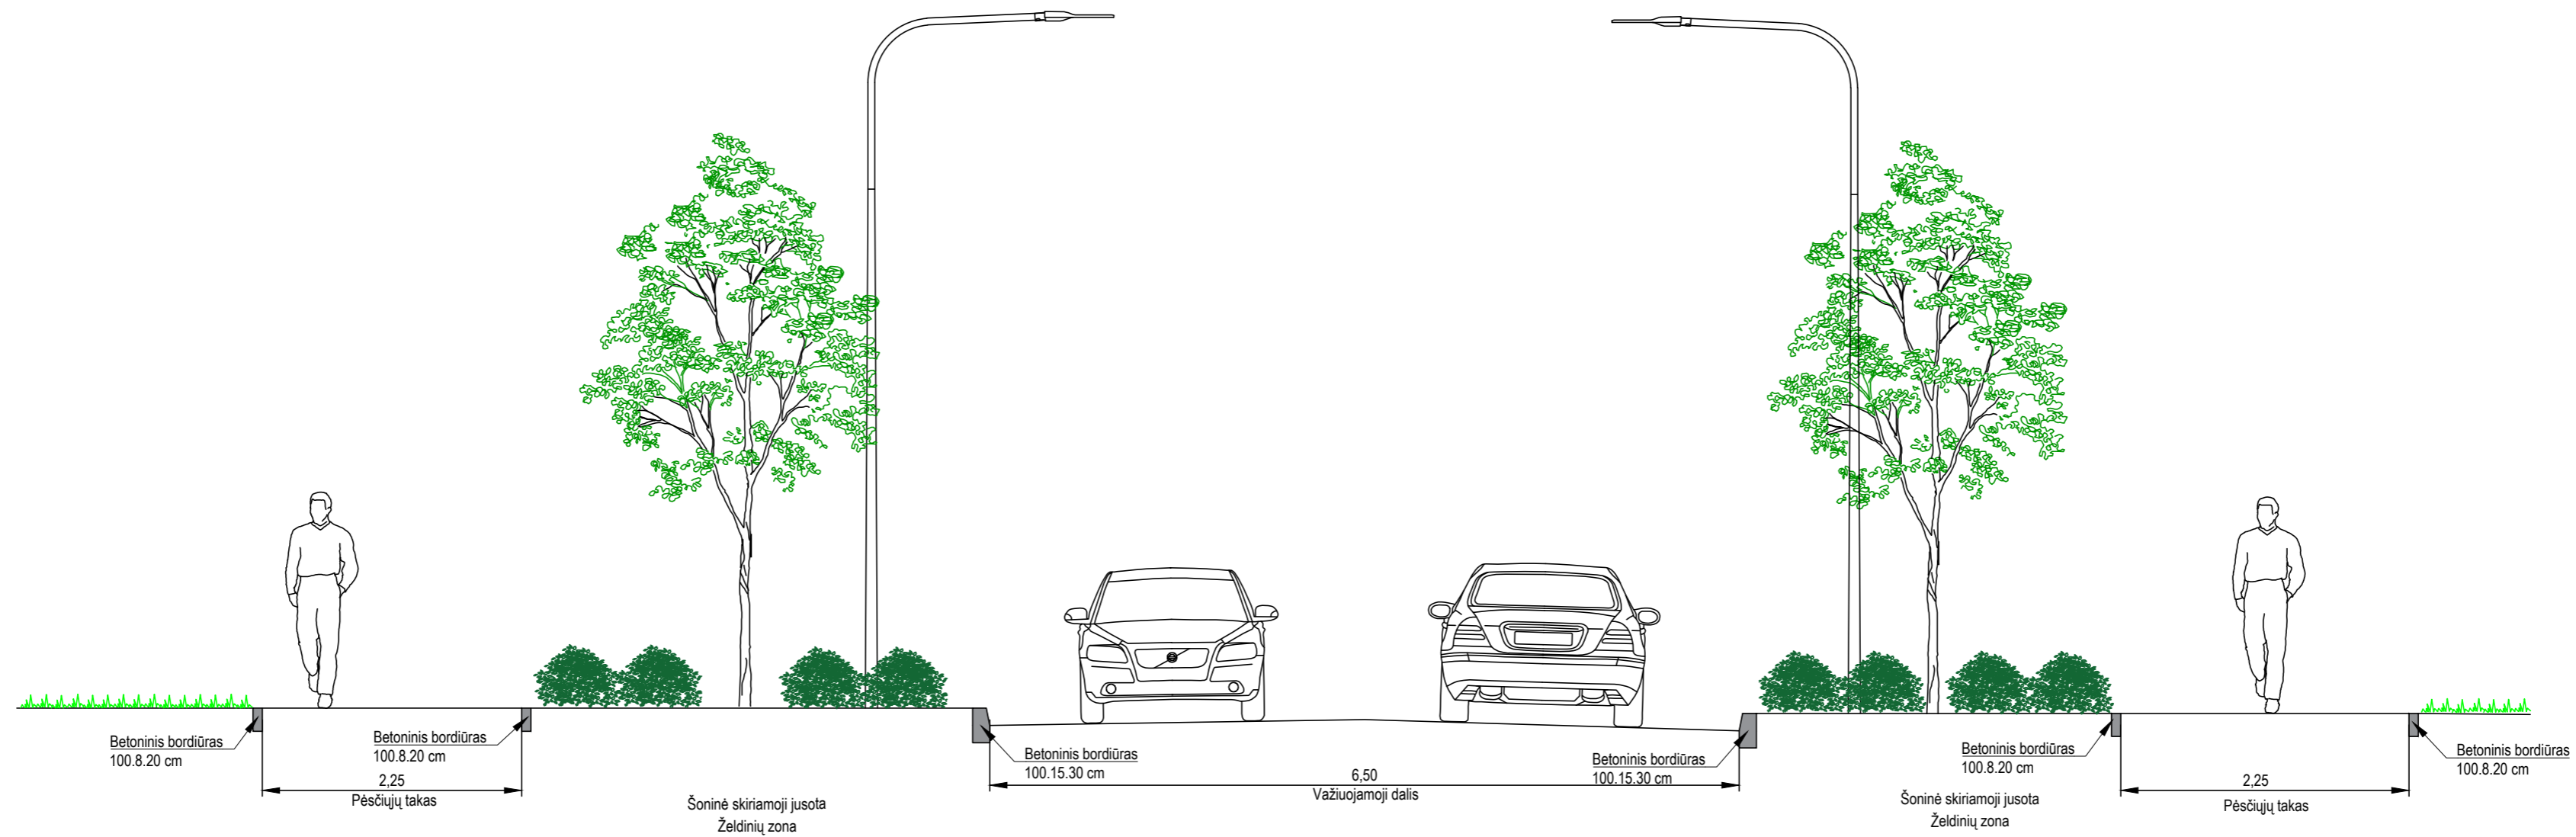 Betoninis bordiūras
100.8.20 cm
2,25
Pėsčiųjų takas
Betoninis bordiūras
100.8.20 cm
Šoninė skiriamoji jusota
Želdinių zona
Betoninis bordiūras
100.15.30 cm
6,50
Važiuojamoji dalis
Betoninis bordiūras
100.15.30 cm
Šoninė skiriamoji jusota
Želdinių zona
Betoninis bordiūras
100.8.20 cm
2,25
Pėsčiųjų takas
Betoninis bordiūras
100.8.20 cm